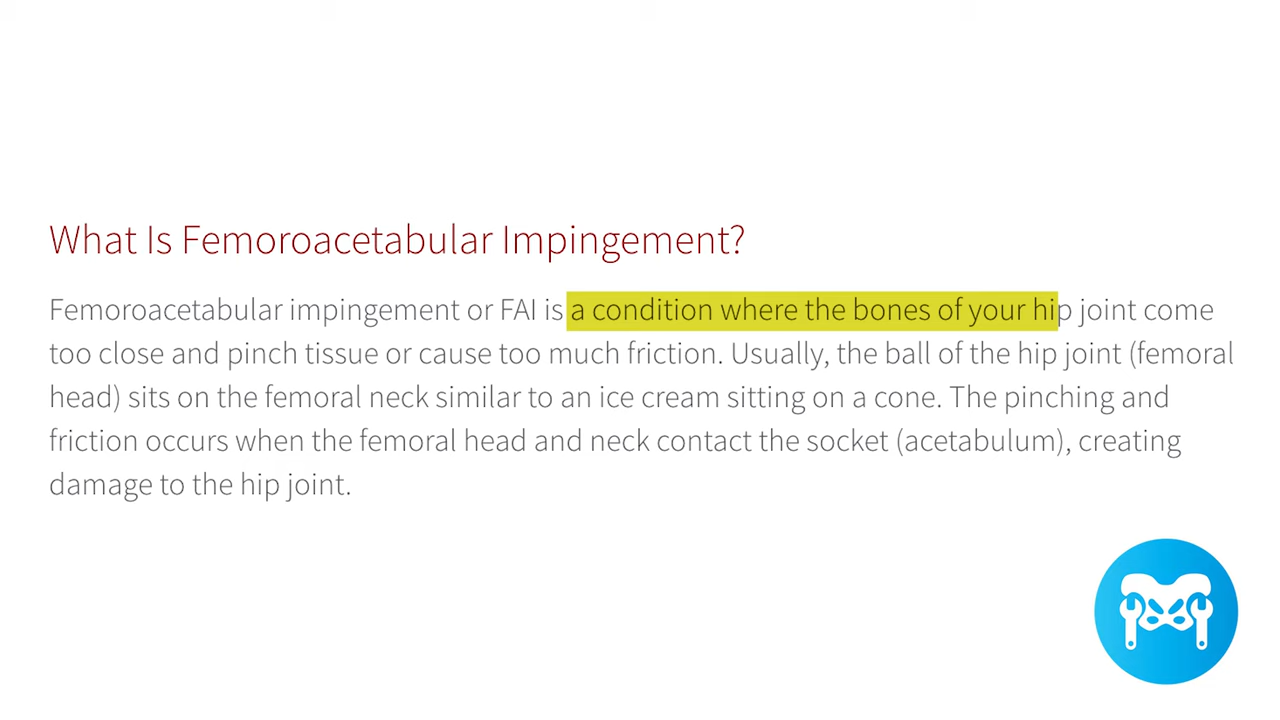 What Is Femoroacetabular Impingement?
Femoroacetabular impingement or FAI is a condition where the bones of your hip joint come
too close and pinch tissue or cause too much friction. Usually, the ball of the hip joint (femoral
head) sits on the femoral neck similar to an ice cream sitting on a cone. The pinching and
friction occurs when the femoral head and neck contact the socket (acetabulum), creating
damage to the hip joint.